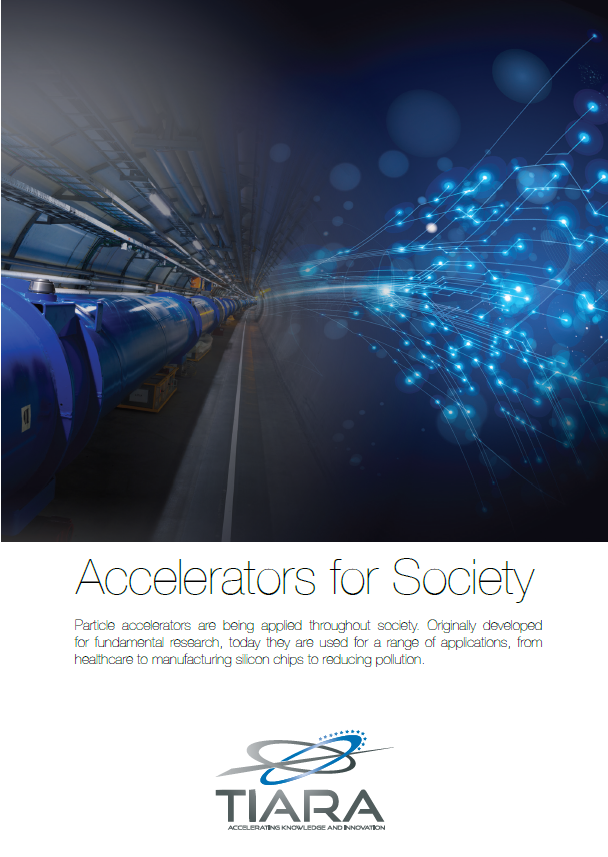 Accelerators for Society
Particle accelerators are being applied throughout society. Originally developed
for fundamental research, today they are used for a range of applications, from
healthcare to manufacturing silicon chips to reducing pollution.
TIARA
ACCELERATING KNOWLEDGE AND INNOVATION